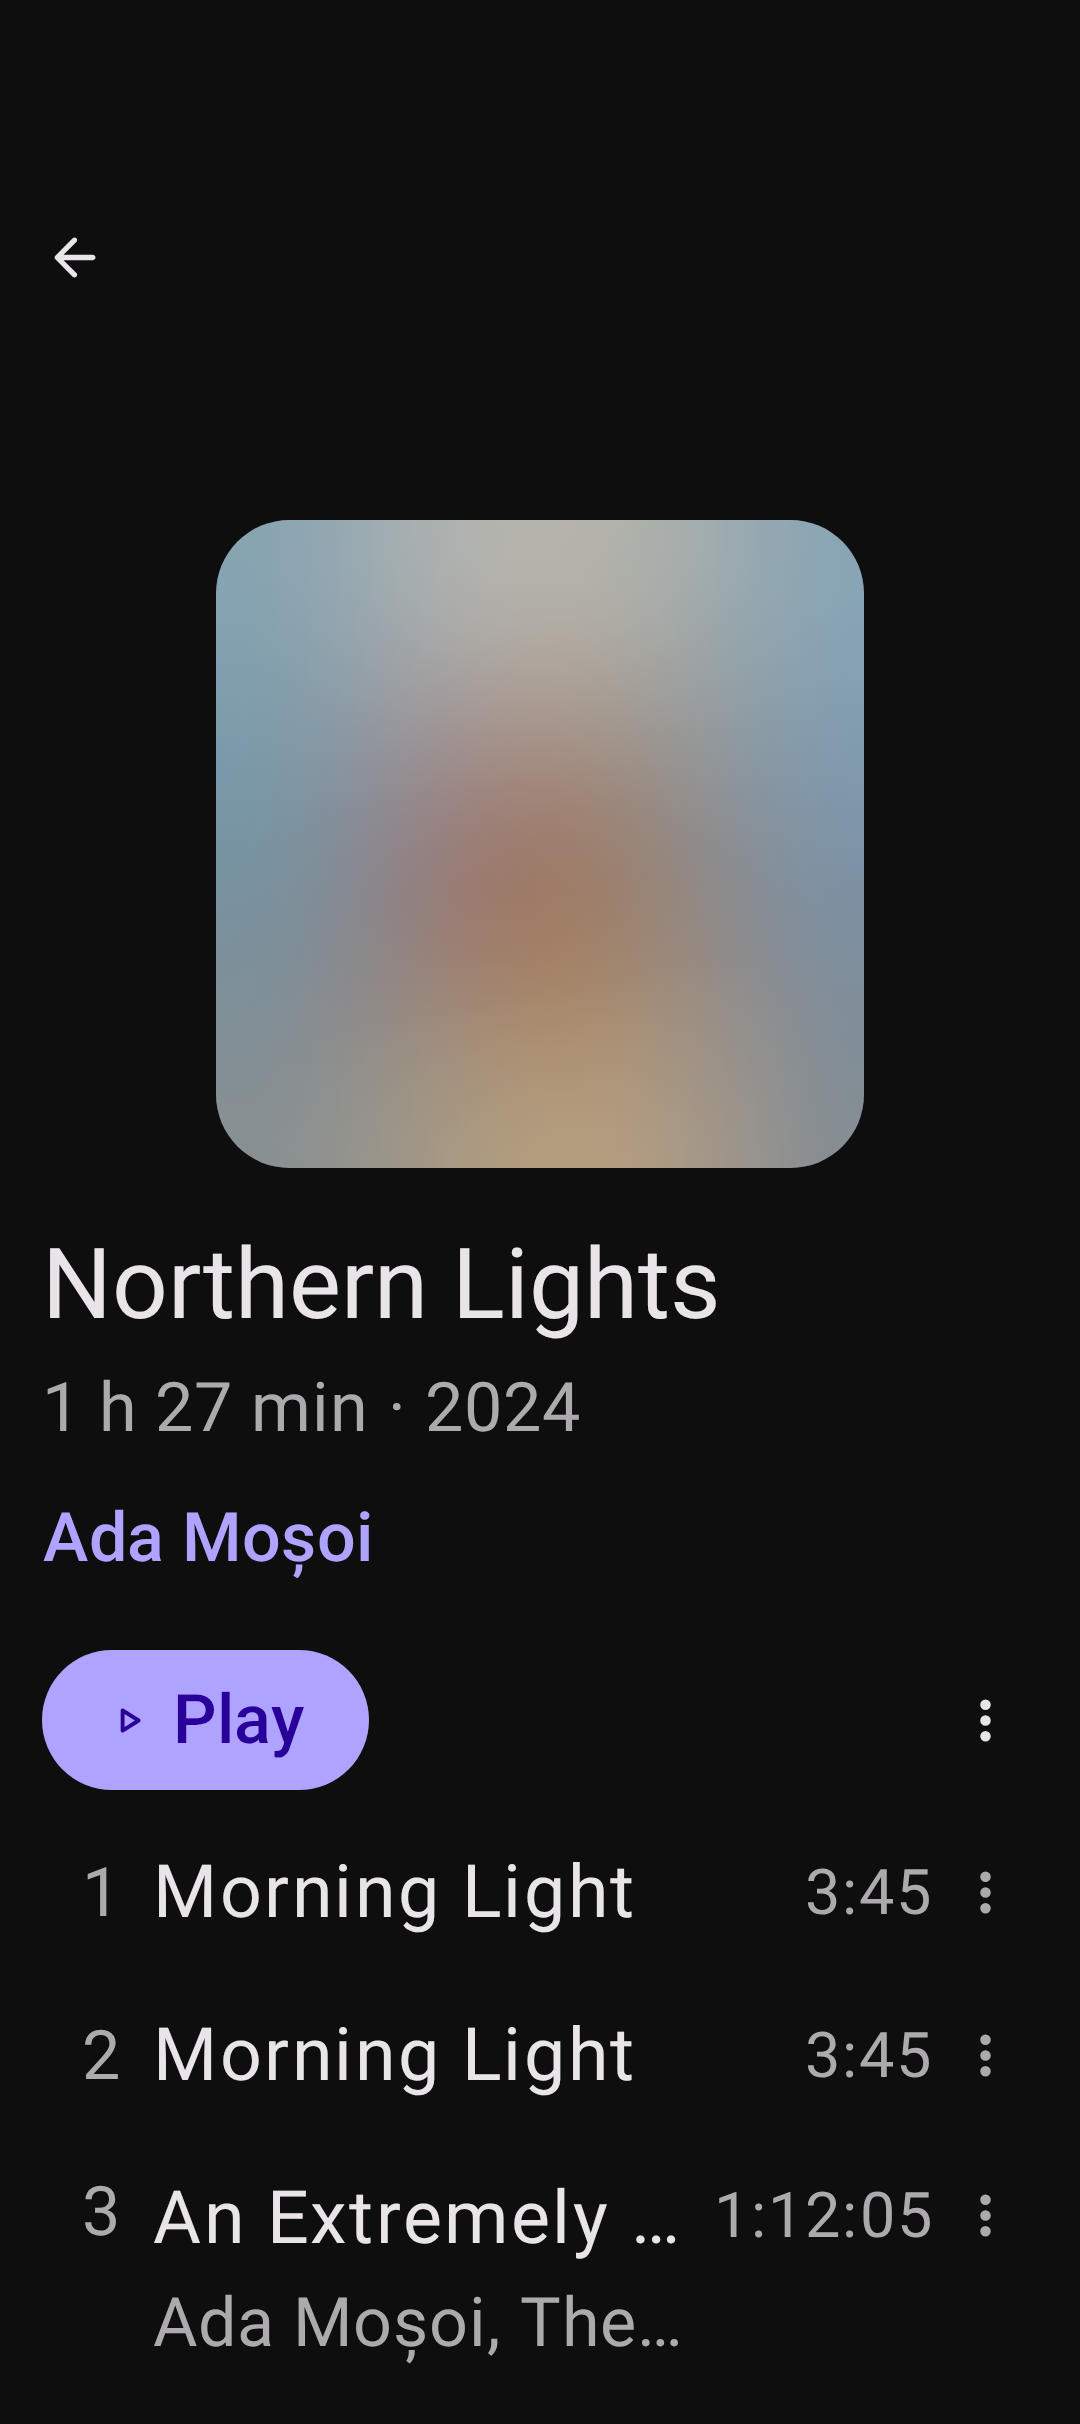 Northern Lights
1 h 27 min · 2024
Ada Moșoi
Play
1 Morning Light 3:45
2 Morning Light 3:45
3 An Extremely … 1:12:05
Ada Moșoi, The…